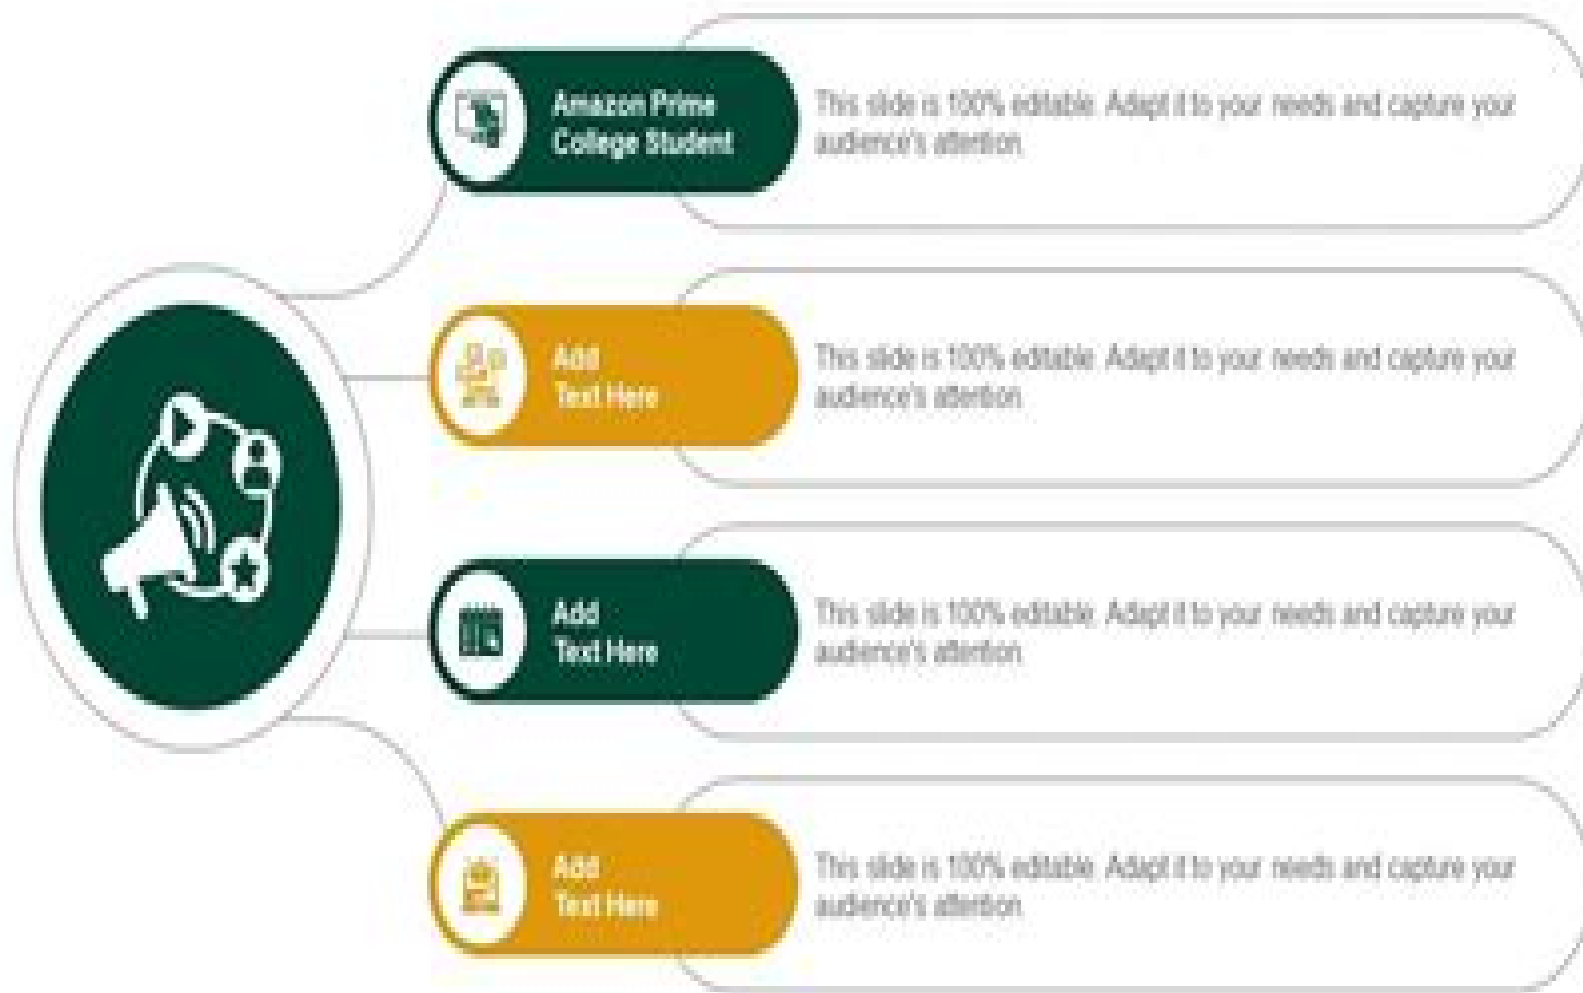 Amazon Prime
College Student
This slide is 100% editable. Adapt it to your needs and capture your
audience's attention.
Add
Text Here
This slide is 100% editable. Adapt it to your needs and capture your
audience's attention.
Add
Text Here
This slide is 100% editable. Adapt it to your needs and capture your
audience's attention.
Add
Text Here
This slide is 100% editable. Adapt it to your needs and capture your
audience's attention.